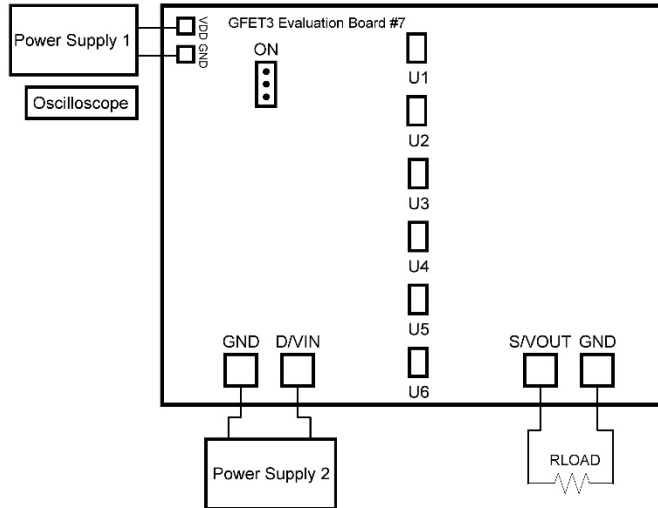 Power Supply 1
VDD
GND
GFET3 Evaluation Board #7
ON
Oscilloscope
U1
U2
U3
U4
U5
U6
GND D/VIN
S/VOUT GND
Power Supply 2
RLOAD